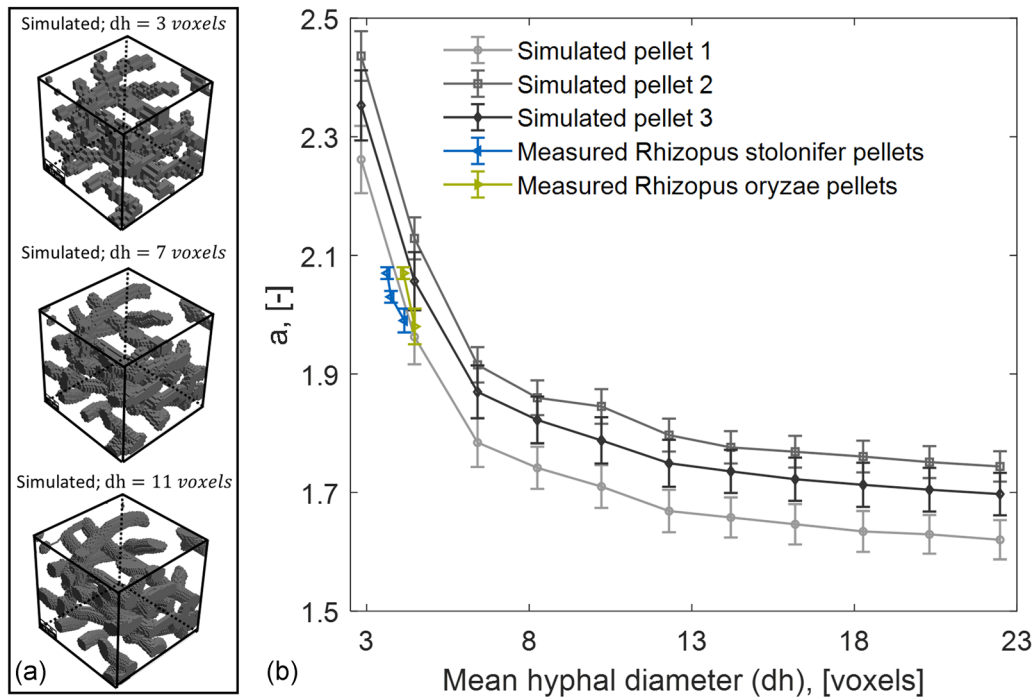 Simulated; dh = 3 voxels
Simulated; dh = 7 voxels
Simulated; dh = 11 voxels
(a)
2.5
2.3
2.1
1.9
1.7
1.5
a, [-]
Simulated pellet 1
Simulated pellet 2
Simulated pellet 3
Measured Rhizopus stolonifer pellets
Measured Rhizopus oryzae pellets
3 8 13 18 23
(b)
Mean hyphal diameter (dh), [voxels]